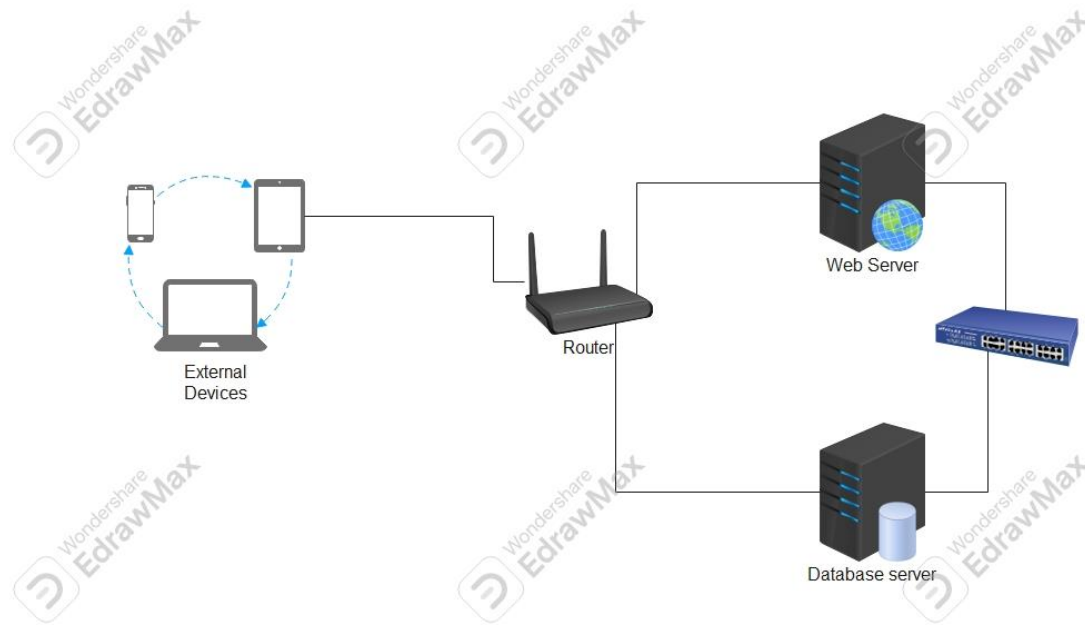 Wondershare
EdrawMax
Wondershare
EdrawMax
Wondershare
EdrawMax
Web Server
Router
External
Devices
Wondershare
EdrawMax
Wondershare
EdrawMax
Wondershare
EdrawMax
Database server